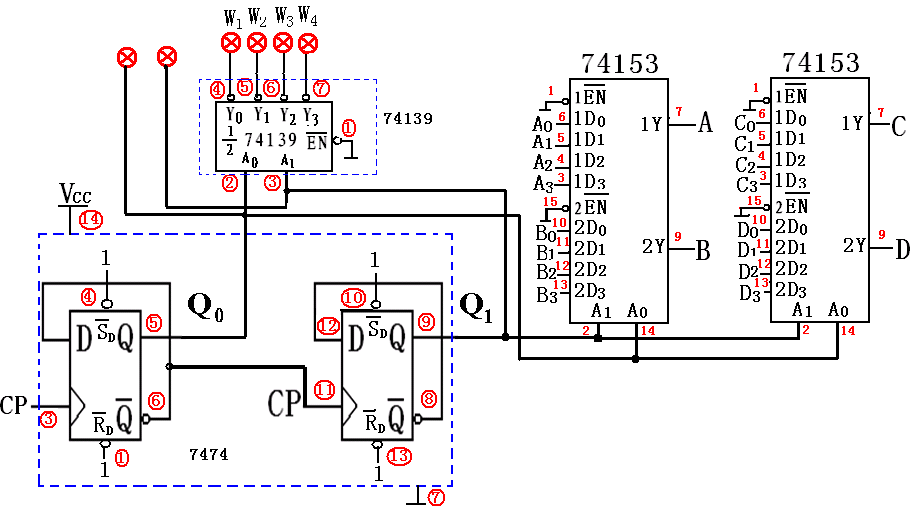 W1 W2 W3 W4
④ ⑤ ⑥ ⑦
Y0 Y1 Y2 Y3
1/2 74139 EN ①
A0 A1
② ③
74139
74153
1 1EN
A0 6 1D0
A1 5 1D1
A2 4 1D2
A3 3 1D3
15 2EN
B0 10 2D0
B1 11 2D1
B2 12 2D2
B3 13 2D3
1Y 7 A
2Y 9 B
A1 A0
2 14
74153
1 1EN
C0 6 1D0
C1 5 1D1
C2 4 1D2
C3 3 1D3
15 2EN
D0 10 2D0
D1 11 2D1
D2 12 2D2
D3 13 2D3
1Y 7 C
2Y 9 D
A1 A0
2 14
Vcc
⑭
1
④
D SD Q ⑤
Q0
CP ③
RD Q ⑥
1 ①
7474
1
⑩
⑫ D SD Q ⑨
Q1
CP ⑪
RD Q ⑧
1 ⑬
⑦